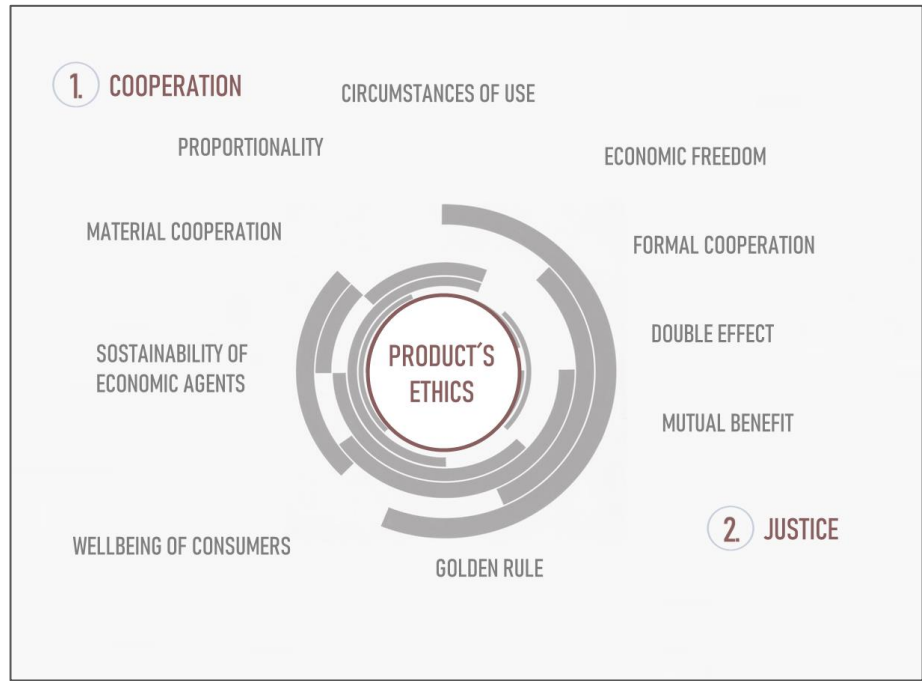 1. COOPERATION
CIRCUMSTANCES OF USE
PROPORTIONALITY
ECONOMIC FREEDOM
MATERIAL COOPERATION
FORMAL COOPERATION
DOUBLE EFFECT
SOSTAINABILITY OF
ECONOMIC AGENTS
PRODUCT´S
ETHICS
MUTUAL BENEFIT
2. JUSTICE
WELLBEING OF CONSUMERS
GOLDEN RULE